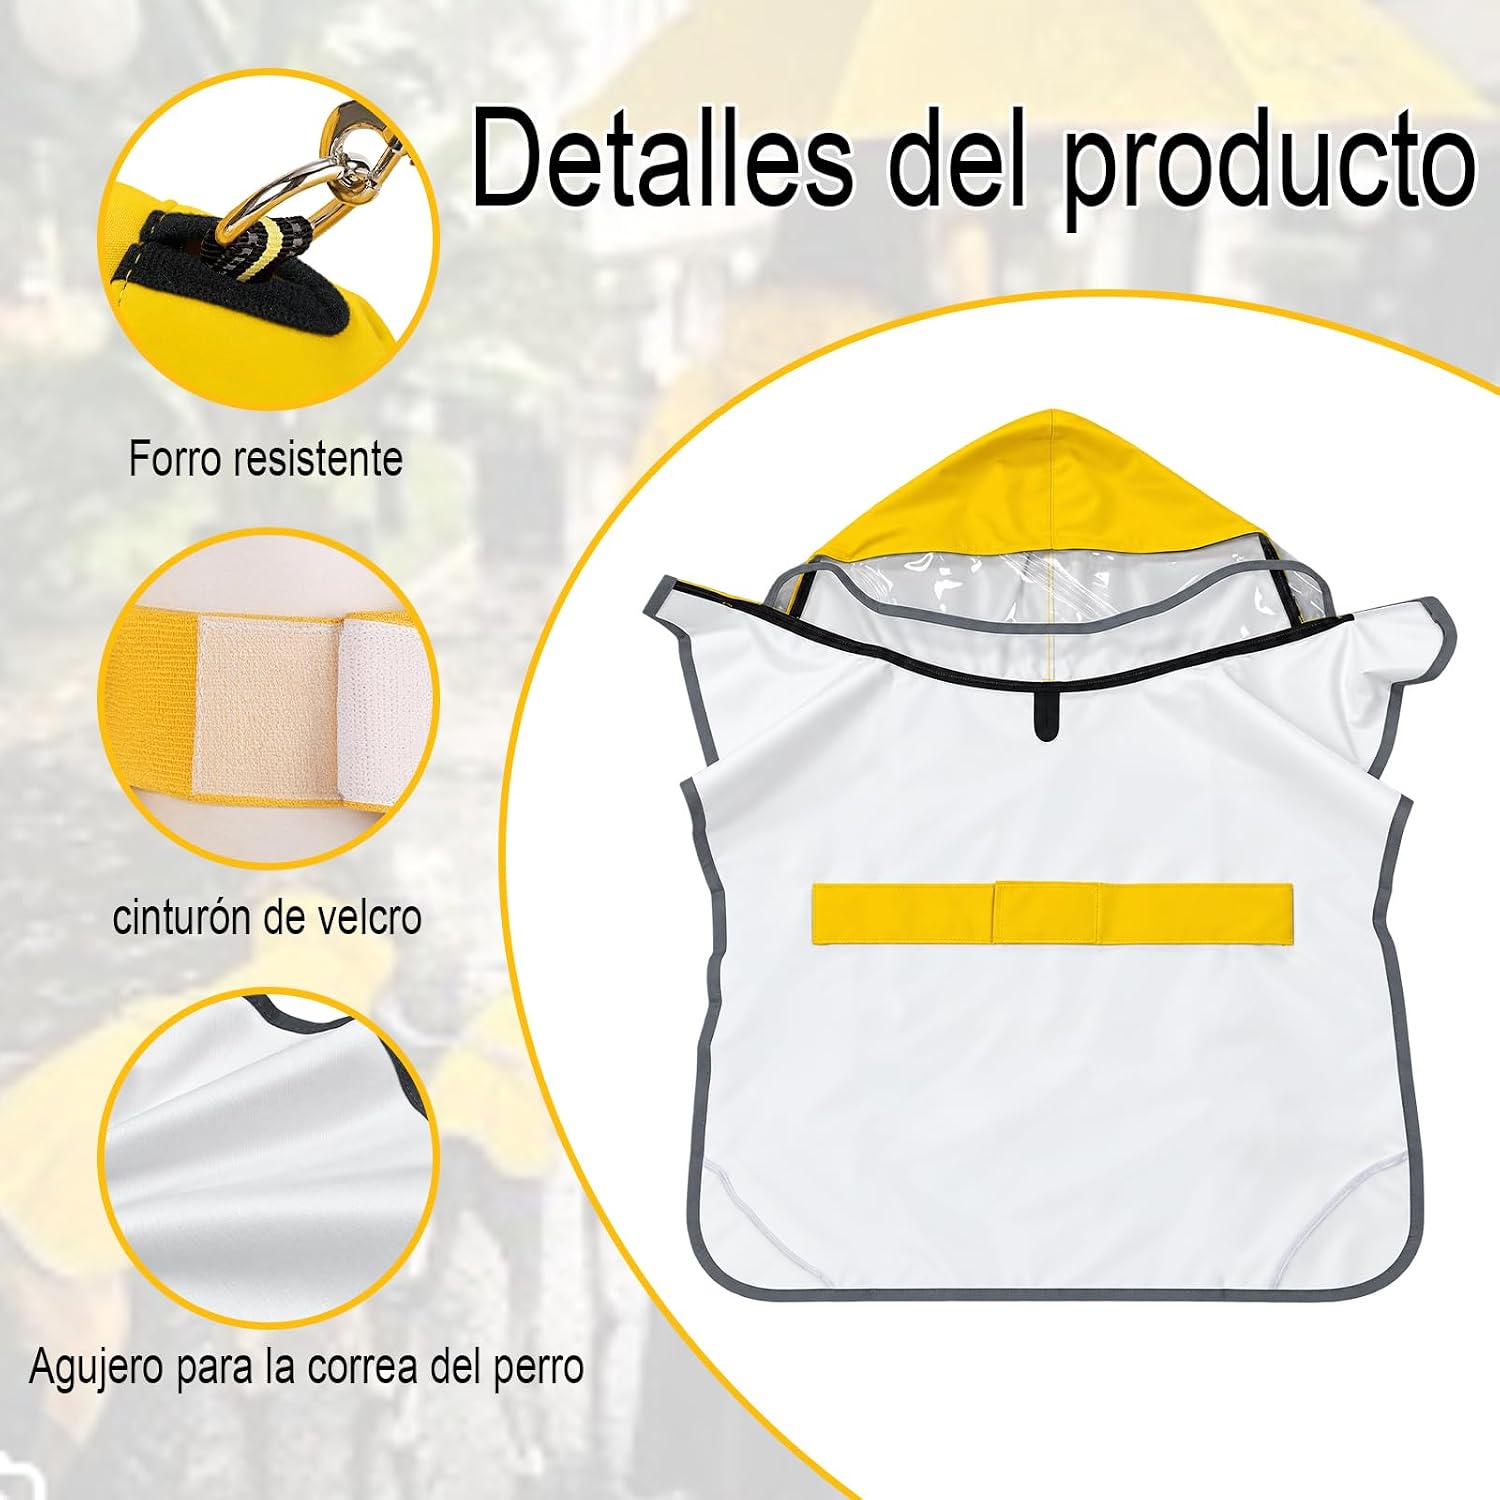 Detalles del producto
Forro resistente
cinturón de velcro
Agujero para la correa del perro